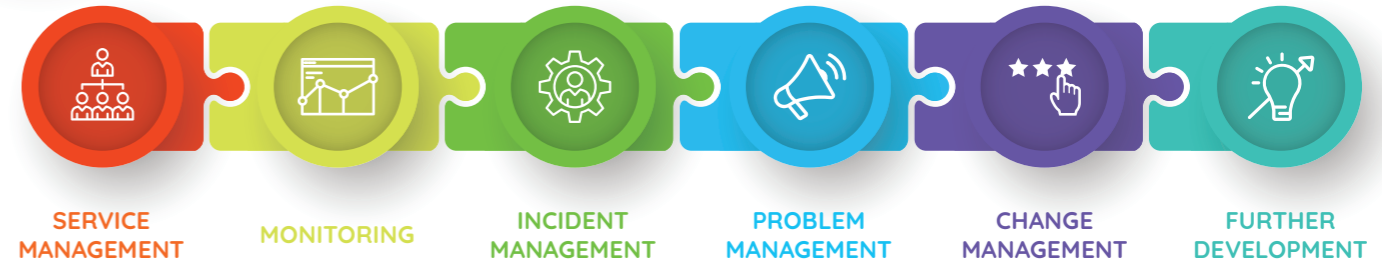 SERVICE
MANAGEMENT
MONITORING
INCIDENT
MANAGEMENT
PROBLEM
MANAGEMENT
CHANGE
MANAGEMENT
FURTHER
DEVELOPMENT